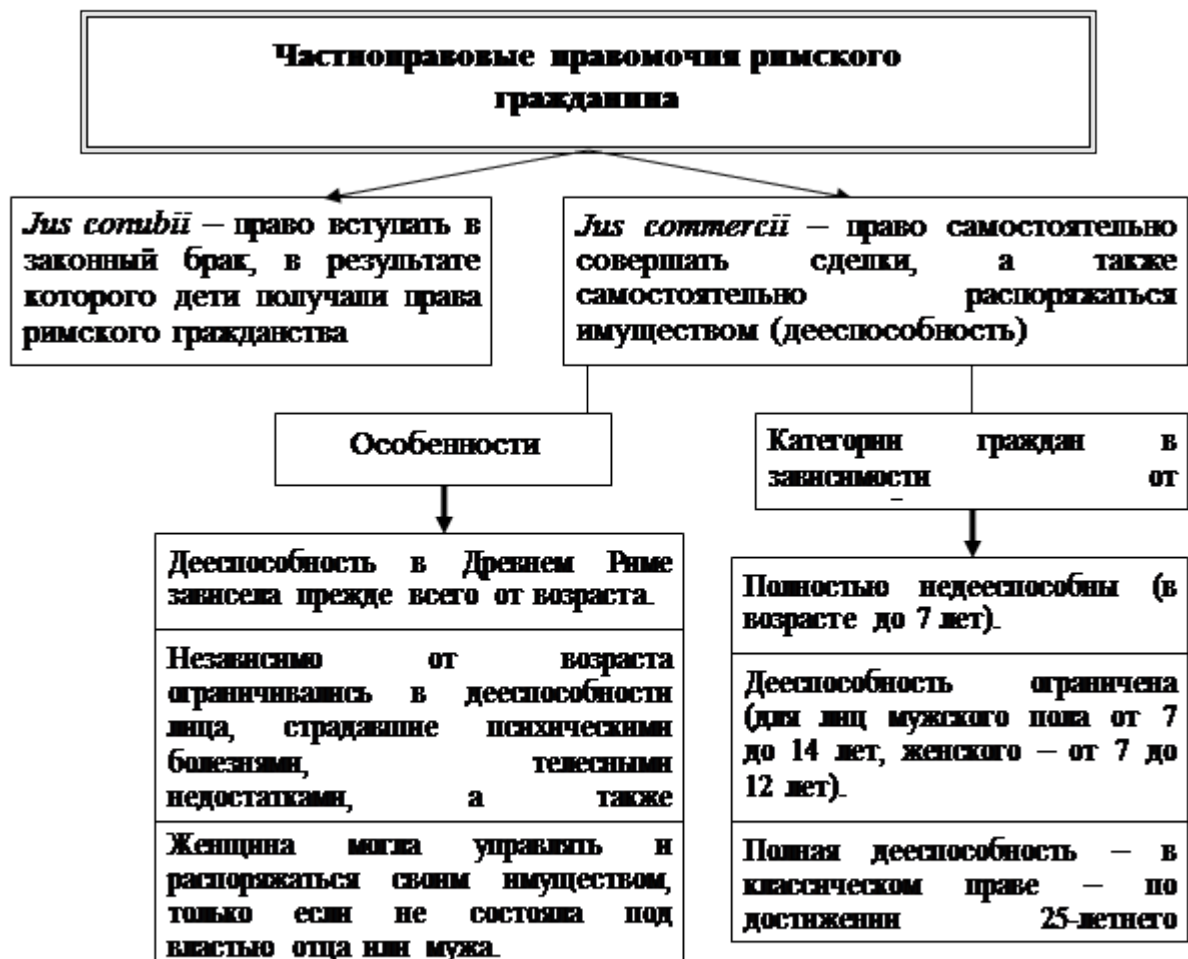 Частноправовые правомочия римского
гражданина
Jus conubii – право вступать в
законный брак, в результате
которого дети получали права
римского гражданства
Jus commercii – право самостоятельно
совершать сделки, а также
самостоятельно распоряжаться
имуществом (дееспособность)
Особенности
Дееспособность в Древнем Риме
зависела прежде всего от возраста.
Независимо от возраста
ограничивались в дееспособности
лица, страдавшие психическими
болезнями, телесными
недостатками, а также
Женщина могла управлять и
распоряжаться своим имуществом,
только если не состояла под
властью отца или мужа.
Категории граждан в
зависимости от
Полностью недееспособны (в
возрасте до 7 лет).
Дееспособность ограничена
(для лиц мужского пола от 7
до 14 лет, женского – от 7 до
12 лет).
Полная дееспособность – в
классическом праве – по
достижении 25-летнего